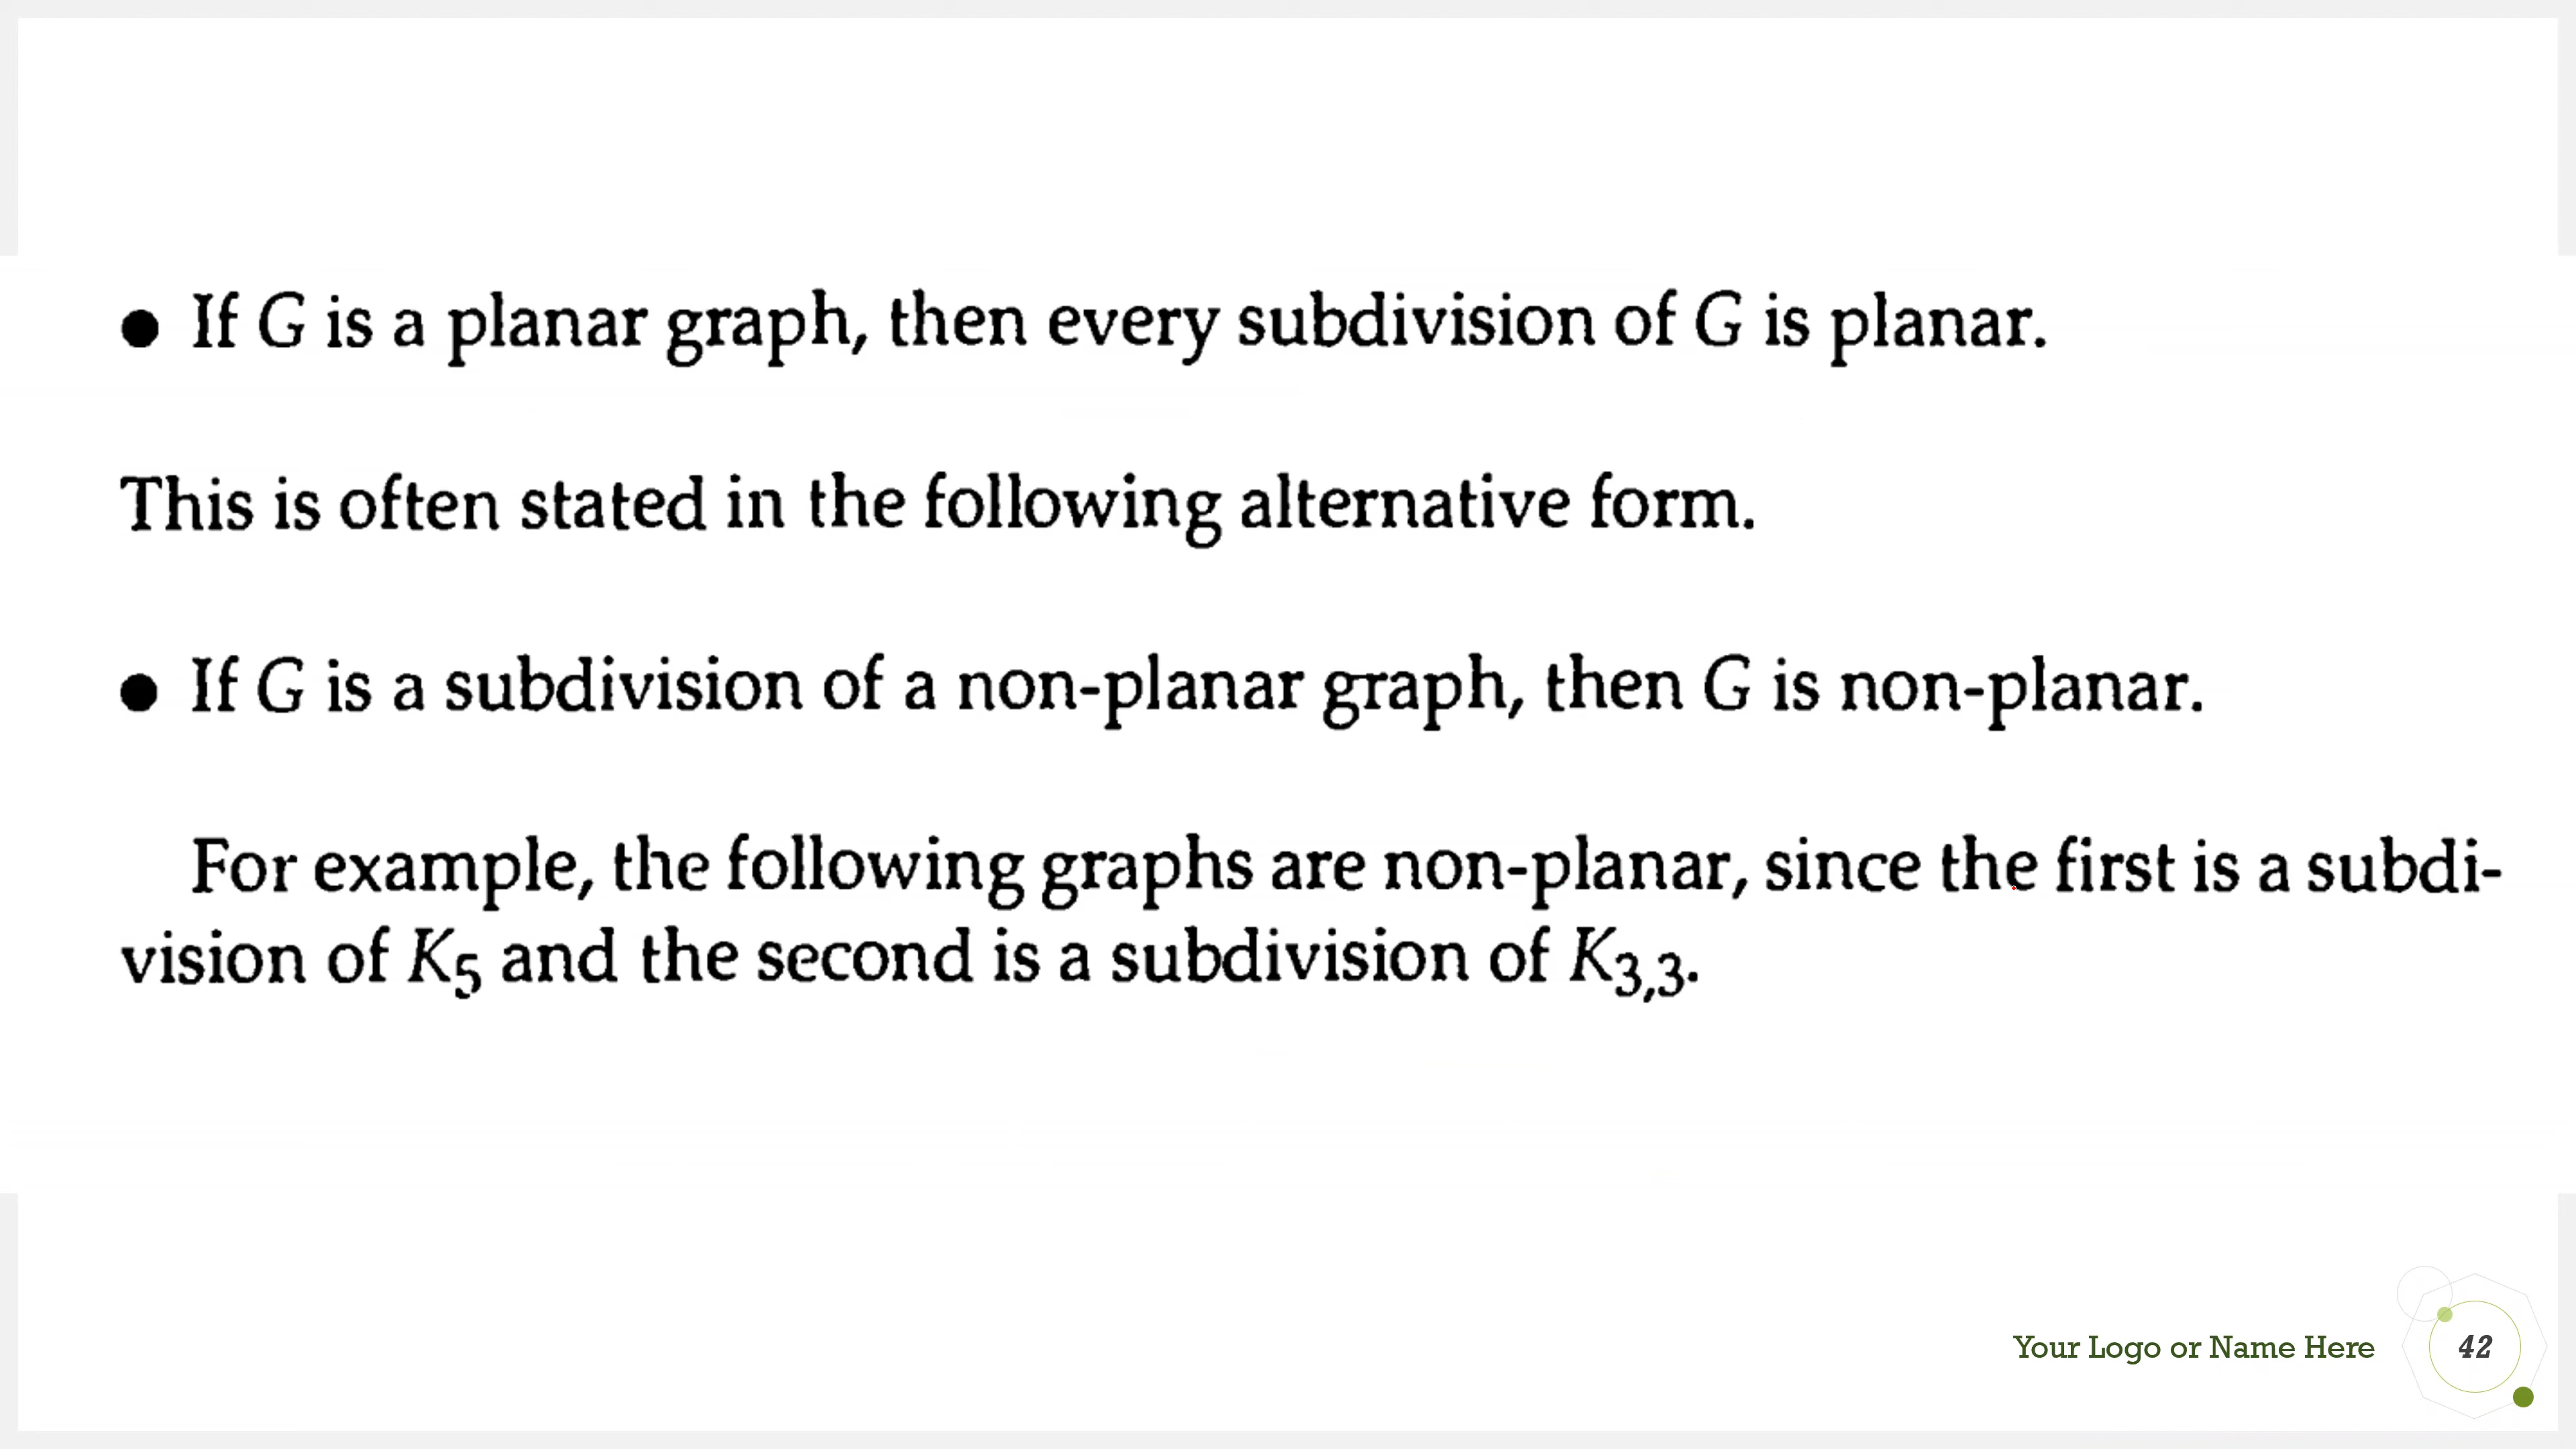 ● If G is a planar graph, then every subdivision of G is planar.
This is often stated in the following alternative form.
● If G is a subdivision of a non-planar graph, then G is non-planar.
For example, the following graphs are non-planar, since the first is a subdi-
vision of K₅ and the second is a subdivision of K₃,₃.
Your Logo or Name Here
42